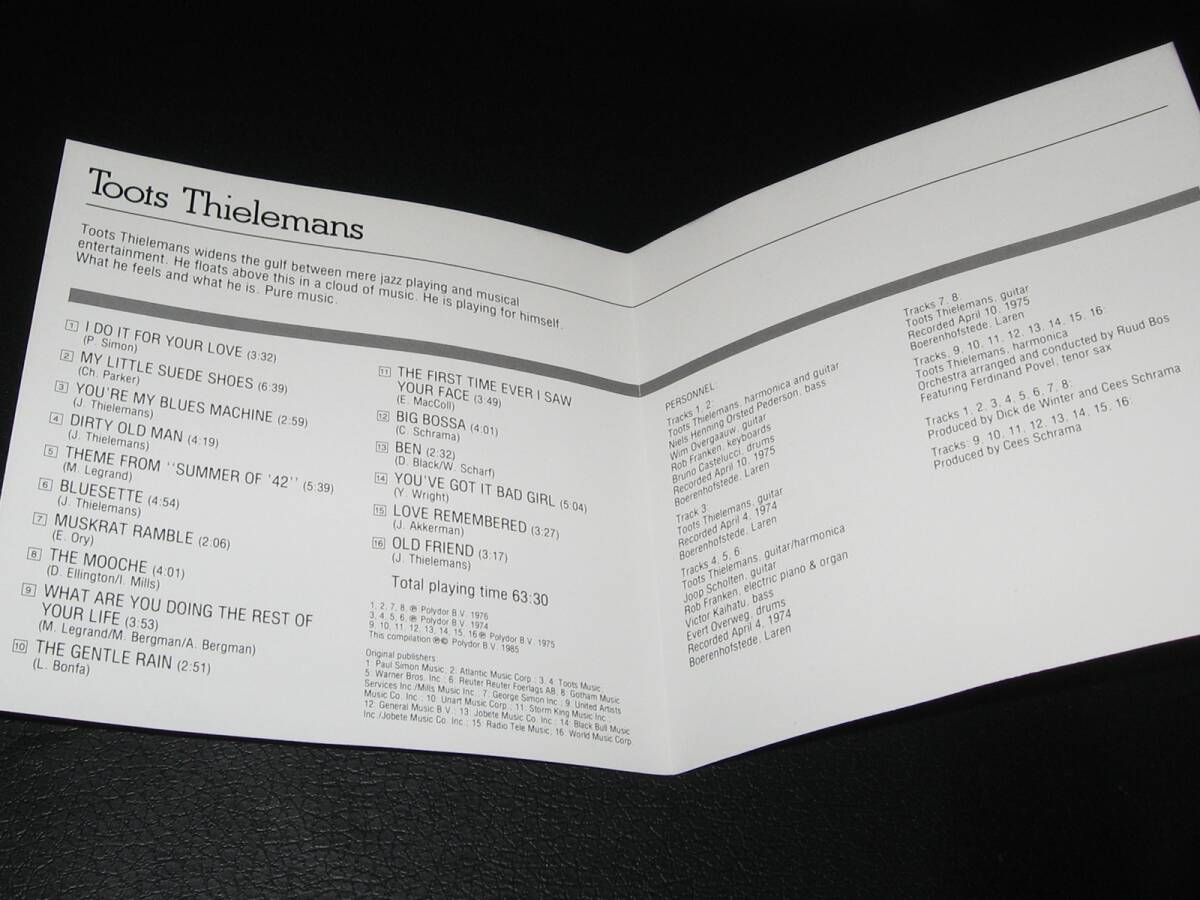 Toots Thielemans
Toots Thielemans widens the gulf between mere jazz playing and musical
entertainment. He floats above this in a cloud of music. He is playing for himself.
What he feels and what he is. Pure music.
1 I DO IT FOR YOUR LOVE (3:32)
(P. Simon)
2 MY LITTLE SUEDE SHOES (6:39)
(Ch. Parker)
3 YOU'RE MY BLUES MACHINE (2:59)
(J. Thielemans)
4 DIRTY OLD MAN (4:19)
(J. Thielemans)
5 THEME FROM "SUMMER OF '42" (5:39)
(M. Legrand)
6 BLUESETTE (4:54)
(J. Thielemans)
7 MUSKRAT RAMBLE (2:06)
(E. Ory)
8 THE MOOCHE (4:01)
(D. Ellington/I. Mills)
9 WHAT ARE YOU DOING THE REST OF
YOUR LIFE (3:53)
(M. Legrand/M. Bergman/A. Bergman)
10 THE GENTLE RAIN (2:51)
(L. Bonfa)
11 THE FIRST TIME EVER I SAW
YOUR FACE (3:49)
(E. MacColl)
12 BIG BOSSA (4:01)
(C. Schrama)
13 BEN (2:32)
(D. Black/W. Scharf)
14 YOU'VE GOT IT BAD GIRL (5:04)
(Y. Wright)
15 LOVE REMEMBERED (3:27)
(J. Akkerman)
16 OLD FRIEND (3:17)
(J. Thielemans)
Total playing time 63:30
1, 2, 7, 8, ℗ Polydor B.V. 1976
3, 4, 5, 6, ℗ Polydor B.V. 1974
9, 10, 11, 12, 13, 14, 15, 16 ℗ Polydor B.V. 1975
This compilation ℗© Polydor B.V. 1985
Original publishers
1: Paul Simon Music; 2: Atlantic Music Corp.; 3, 4: Toots Music;
5: Warner Bros. Inc.; 6: Reuter Reuter Foerlags AB; 8: Gotham Music
Services Inc./Mills Music Inc.; 7: George Simon Inc.; 9: United Artists
Music Co. Inc.; 10: Unart Music Corp.; 11: Storm King Music Inc.;
12: General Music B.V.; 13: Jobete Music Co. Inc.; 14: Black Bull Music
Inc./Jobete Music Co. Inc.; 15: Radio Tele Music; 16: World Music Corp.
PERSONNEL:
Tracks 1, 2:
Toots Thielemans, harmonica and guitar
Niels Henning Orsted Pederson, bass
Wim Overgaauw, guitar
Rob Franken, keyboards
Bruno Castelucci, drums
Recorded April 10, 1975
Boerenhofstede, Laren
Track 3:
Toots Thielemans, guitar
Recorded April 4, 1974
Boerenhofstede, Laren
Tracks 4, 5, 6
Toots Thielemans, guitar/harmonica
Joop Scholten, guitar
Rob Franken, electric piano & organ
Victor Kaihatu, bass
Evert Overweg, drums
Recorded April 4, 1974
Boerenhofstede, Laren
Tracks 7, 8:
Toots Thielemans, guitar
Recorded April 10, 1975
Boerenhofstede, Laren
Tracks: 9, 10, 11, 12, 13, 14, 15, 16:
Toots Thielemans, harmonica
Orchestra arranged and conducted by Ruud Bos
Featuring Ferdinand Povel, tenor sax
Tracks 1, 2, 3, 4, 5, 6, 7, 8:
Produced by Dick de Winter and Cees Schrama
Tracks: 9, 10, 11, 12, 13, 14, 15, 16:
Produced by Cees Schrama